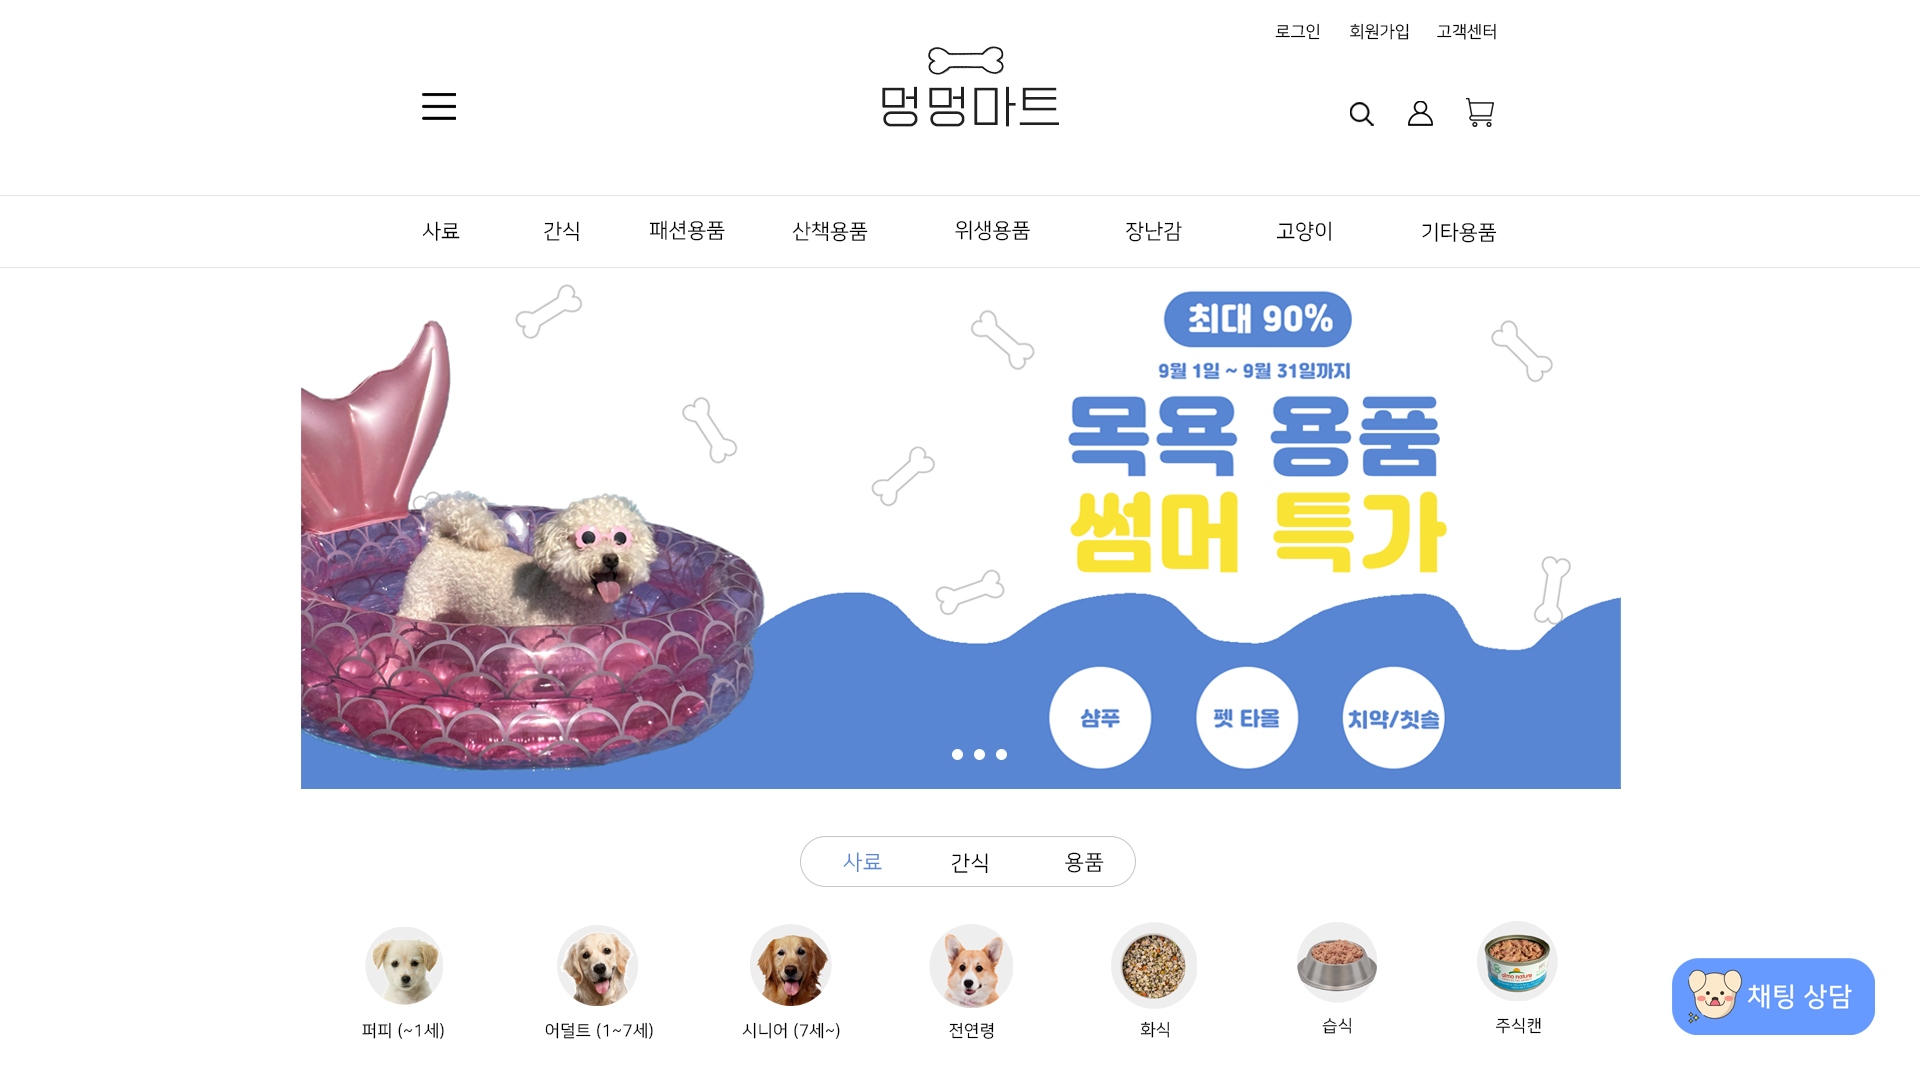 로그인 회원가입 고객센터
멍멍마트
사료 간식 패션용품 산책용품 위생용품 장난감 고양이 기타용품
최대 90%
9월 1일 ~ 9월 31일까지
목욕 용품
썸머 특가
샴푸 펫 타올 치약/칫솔
사료 간식 용품
퍼피 (~1세) 어덜트 (1~7세) 시니어 (7세~) 전연령 화식 습식 주식캔
almo nature
채팅 상담